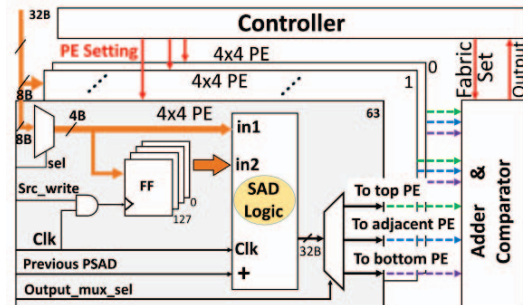 32B
Controller
PE Setting
4x4 PE
0
4x4 PE
1
Fabric
Set
Output
8B
4x4 PE
63
8B
4B
in1
sel
in2
FF
SAD
Logic
Src_write
0
127
To top PE
Adder &
Comparator
To adjacent PE
Clk
Clk
32B
To bottom PE
Previous PSAD
+
Output_mux_sel